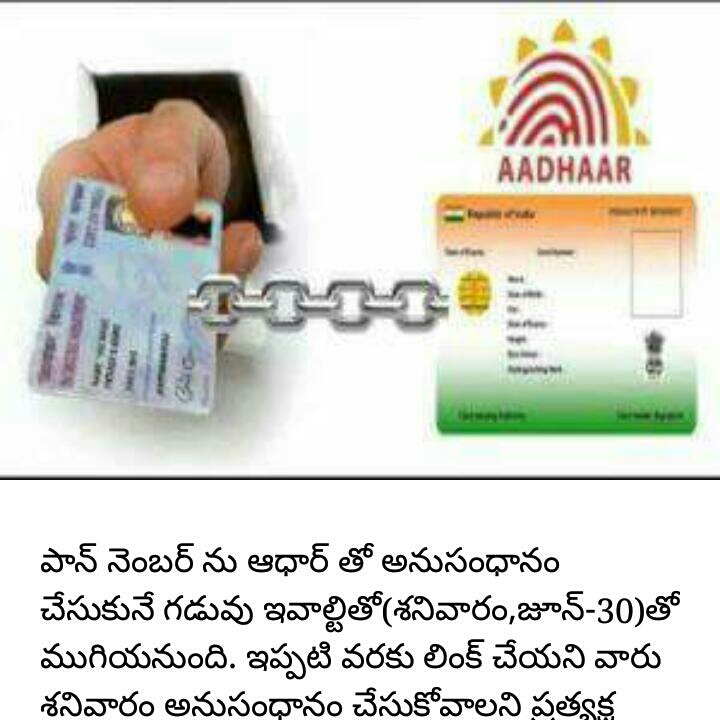 AADHAAR
Republic of India
పాన్ నెంబర్ ను ఆధార్ తో అనుసంధానం
చేసుకునే గడువు ఇవాల్టితో(శనివారం,జూన్-30)తో
ముగియనుంది. ఇప్పటి వరకు లింక్ చేయని వారు
శనివారం అనుసంధానం చేసుకోవాలని ప్రత్యక్ష